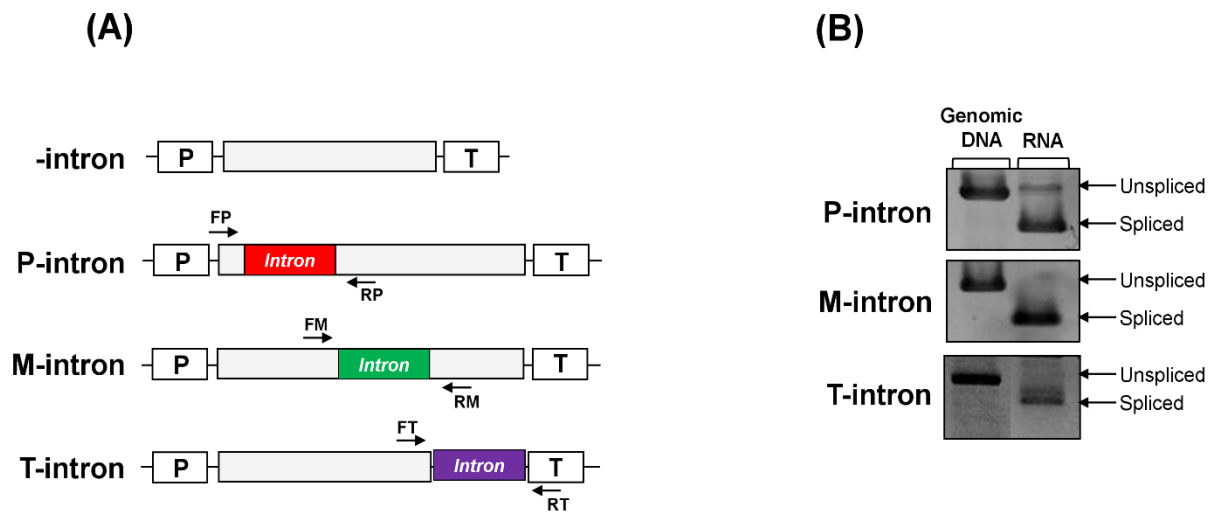 (A)
-intron
P
T
FP
P-intron
P
Intron
T
RP
FM
M-intron
P
Intron
T
RM
FT
T-intron
P
Intron
T
RT
(B)
Genomic
DNA RNA
P-intron
Unspliced
Spliced
M-intron
Unspliced
Spliced
T-intron
Unspliced
Spliced